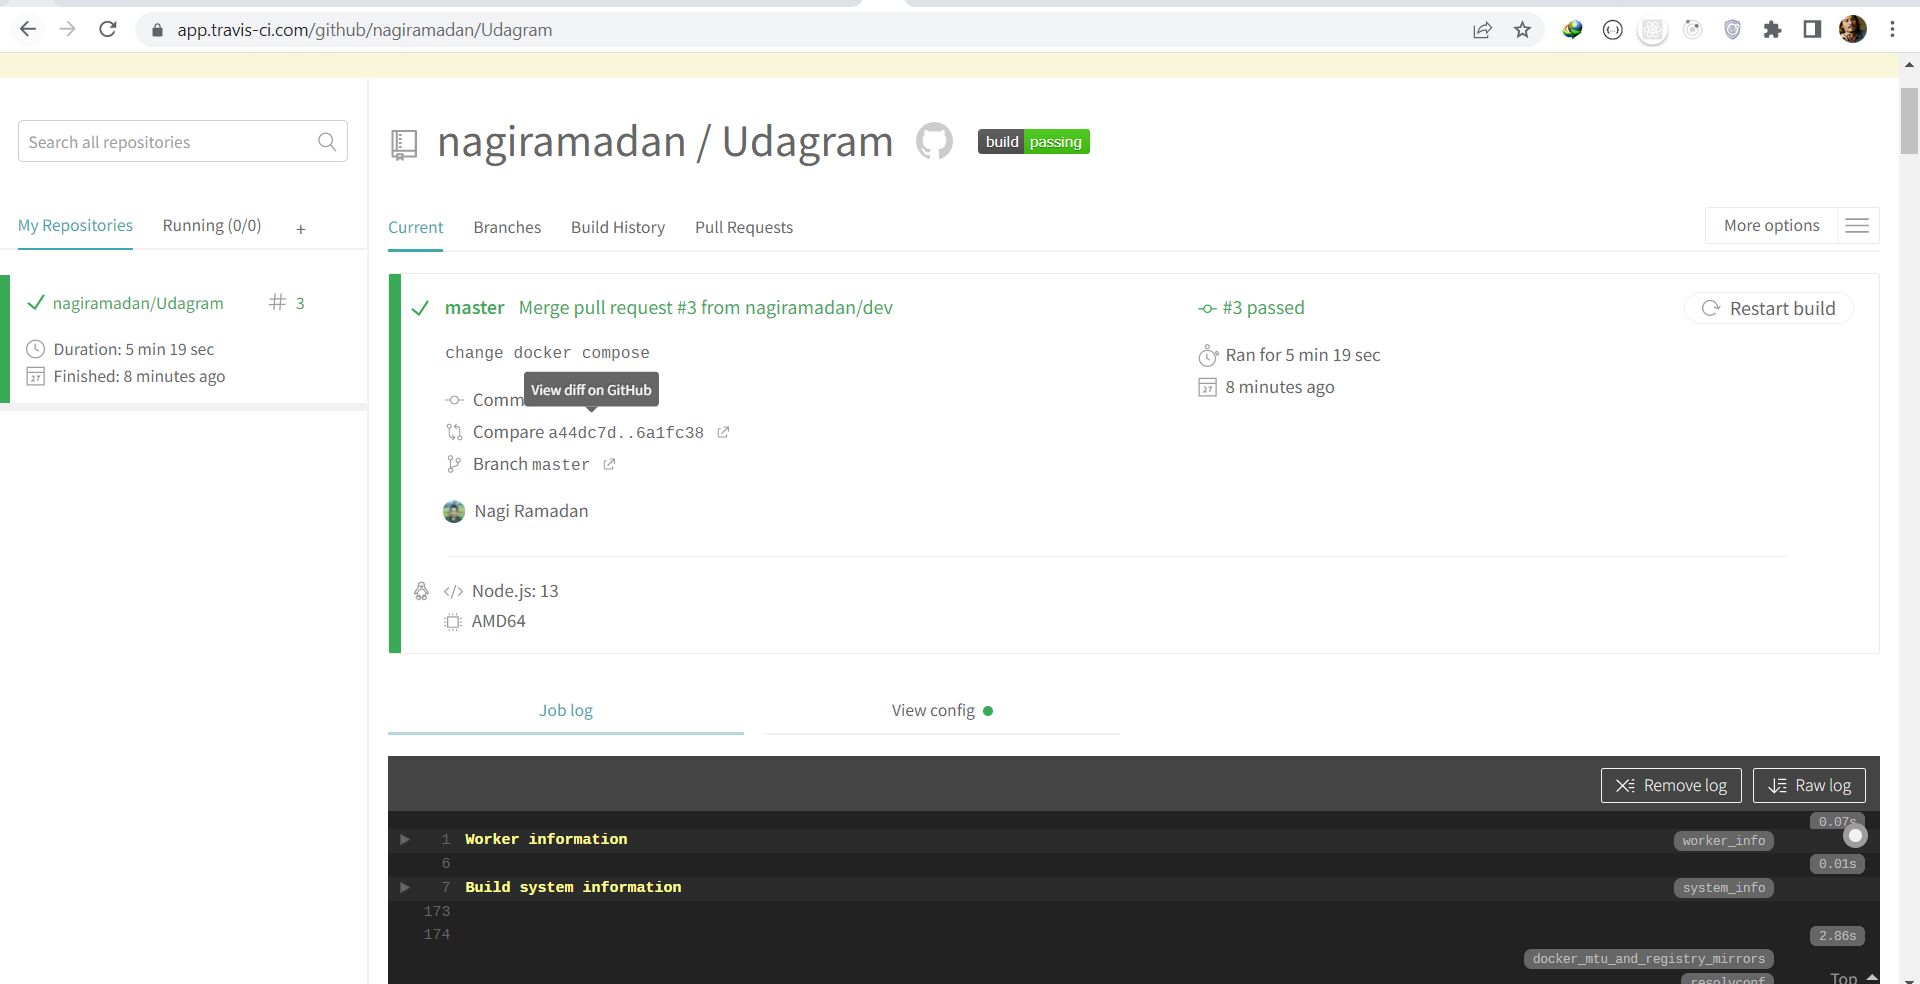 app.travis-ci.com/github/nagiramadan/Udagram
Search all repositories
My Repositories
Running (0/0)
+
nagiramadan/Udagram
# 3
Duration: 5 min 19 sec
Finished: 8 minutes ago
nagiramadan / Udagram
build passing
Current
Branches
Build History
Pull Requests
More options
master Merge pull request #3 from nagiramadan/dev
change docker compose
View diff on GitHub
Comm
Compare a44dc7d..6a1fc38
Branch master
Nagi Ramadan
#3 passed
Ran for 5 min 19 sec
8 minutes ago
Restart build
Node.js: 13
AMD64
Job log
View config
Remove log
Raw log
0.07s
1 Worker information
worker_info
6
0.01s
7 Build system information
system_info
173
174
2.86s
docker_mtu_and_registry_mirrors
resolvconf
Top